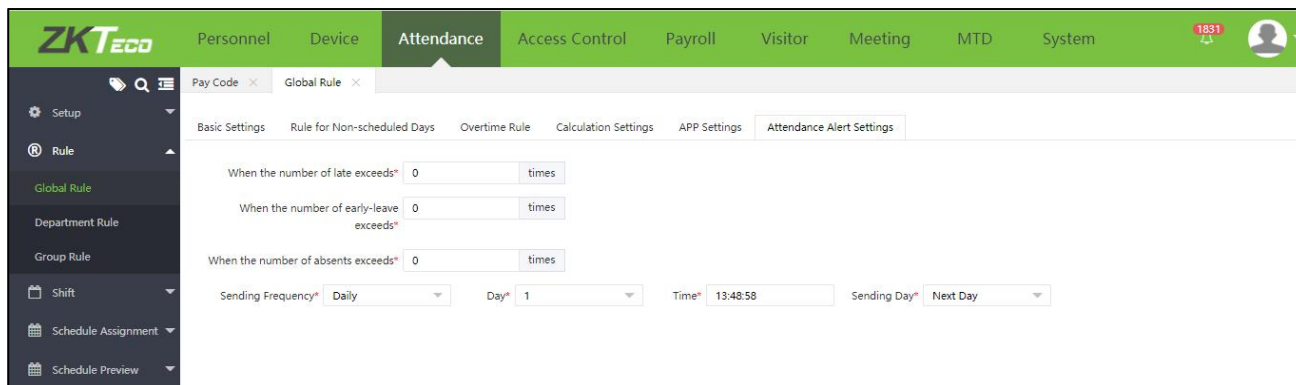 ZKTeco Personnel Device Attendance Access Control Payroll Visitor Meeting MTD System 1831
Pay Code × Global Rule ×
Setup
Basic Settings Rule for Non-scheduled Days Overtime Rule Calculation Settings APP Settings Attendance Alert Settings
Rule
When the number of late exceeds* 0 times
Global Rule
When the number of early-leave exceeds* 0 times
Department Rule
Group Rule
When the number of absents exceeds* 0 times
Shift
Sending Frequency* Daily Day* 1 Time* 13:48:58 Sending Day* Next Day
Schedule Assignment
Schedule Preview